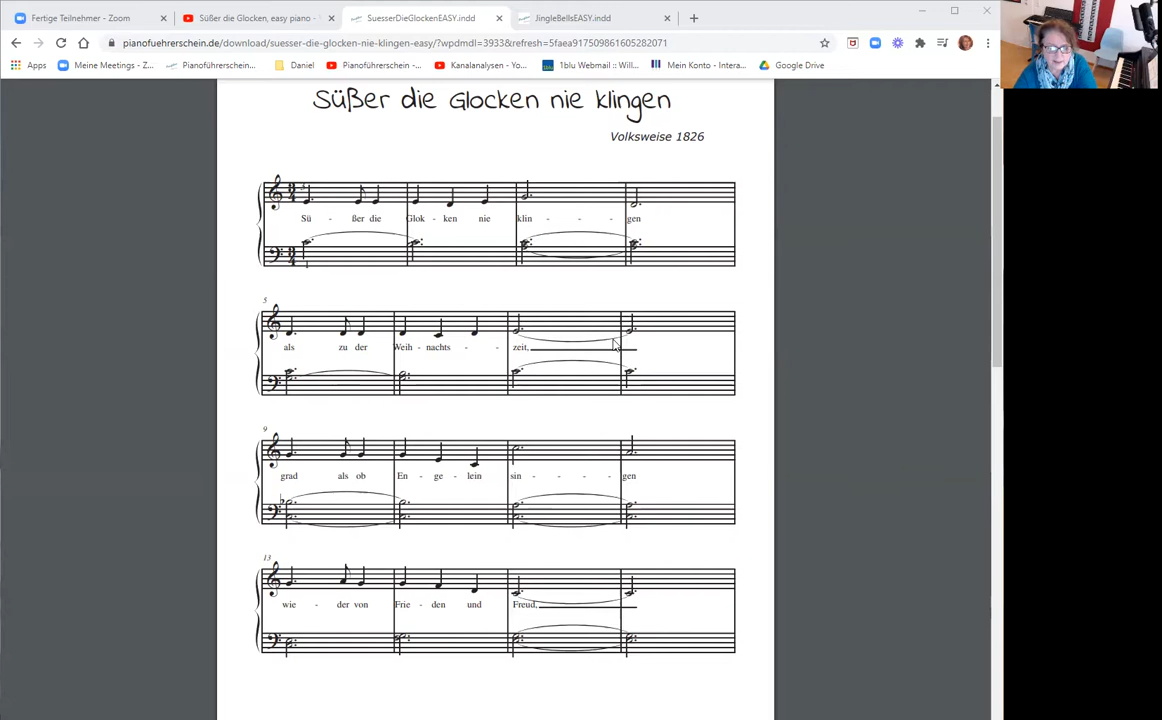 Fertige Teilnehmer - Zoom
Süßer die Glocken, easy piano -
SuesserDieGlockenEASY.indd
JingleBellsEASY.indd
pianofuehrerschein.de/download/suesser-die-glocken-nie-klingen-easy/?wpdmdl=3933&refresh=5faea917509861605282071
Apps Meine Meetings - Z... Pianoführerschein... Daniel Pianoführerschein -... Kanalanalysen - Yo... 1blu Webmail :: Will... Mein Konto - Intera... Google Drive
Süßer die Glocken nie klingen
Volksweise 1826
Sü - ßer die Glok - ken nie klin - - - gen
5
als zu der Weih - nachts - - zeit,
9
grad als ob En - ge - lein sin - - - - gen
13
wie - der von Frie - den und Freud,